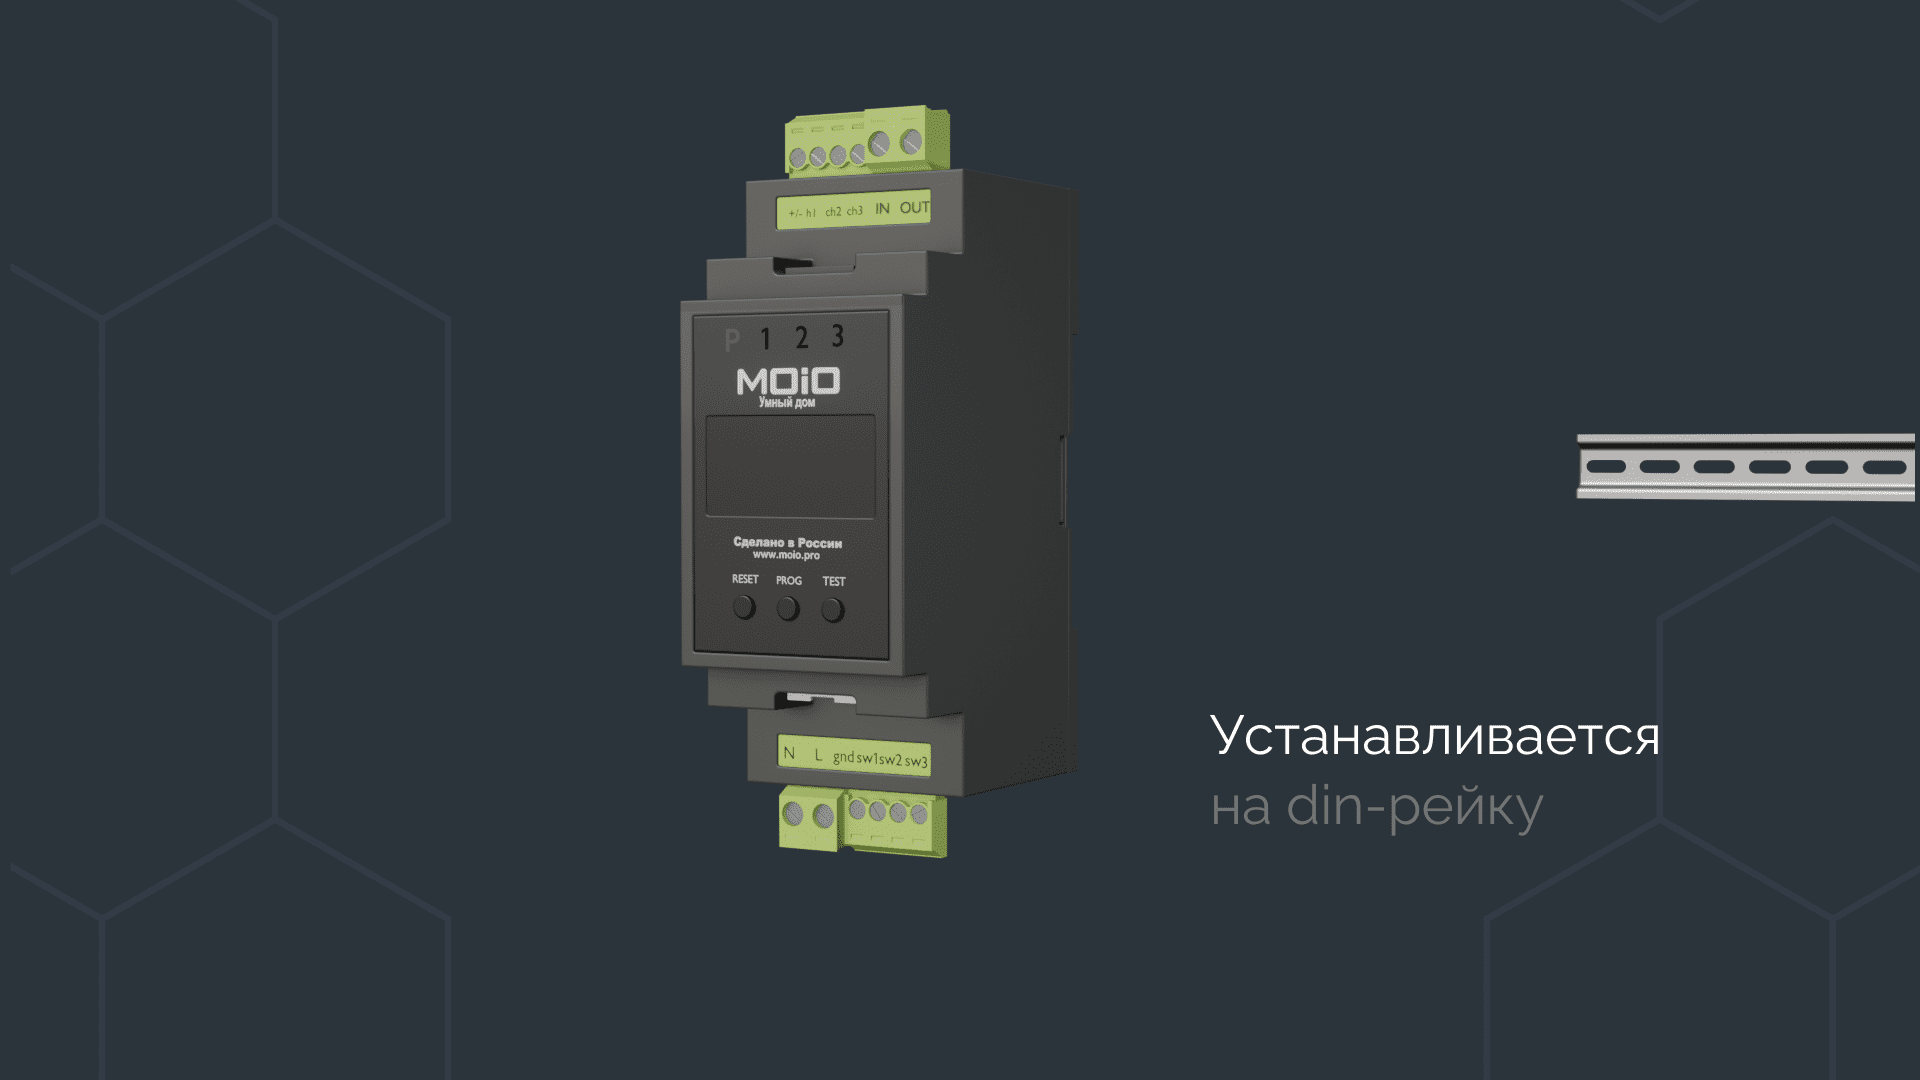 +/- h1 ch2 ch3 IN OUT
P 1 2 3
MOiO
Умный дом
Сделано в России
www.moio.pro
RESET PROG TEST
N L gnd sw1 sw2 sw3
Устанавливается
на din-рейку